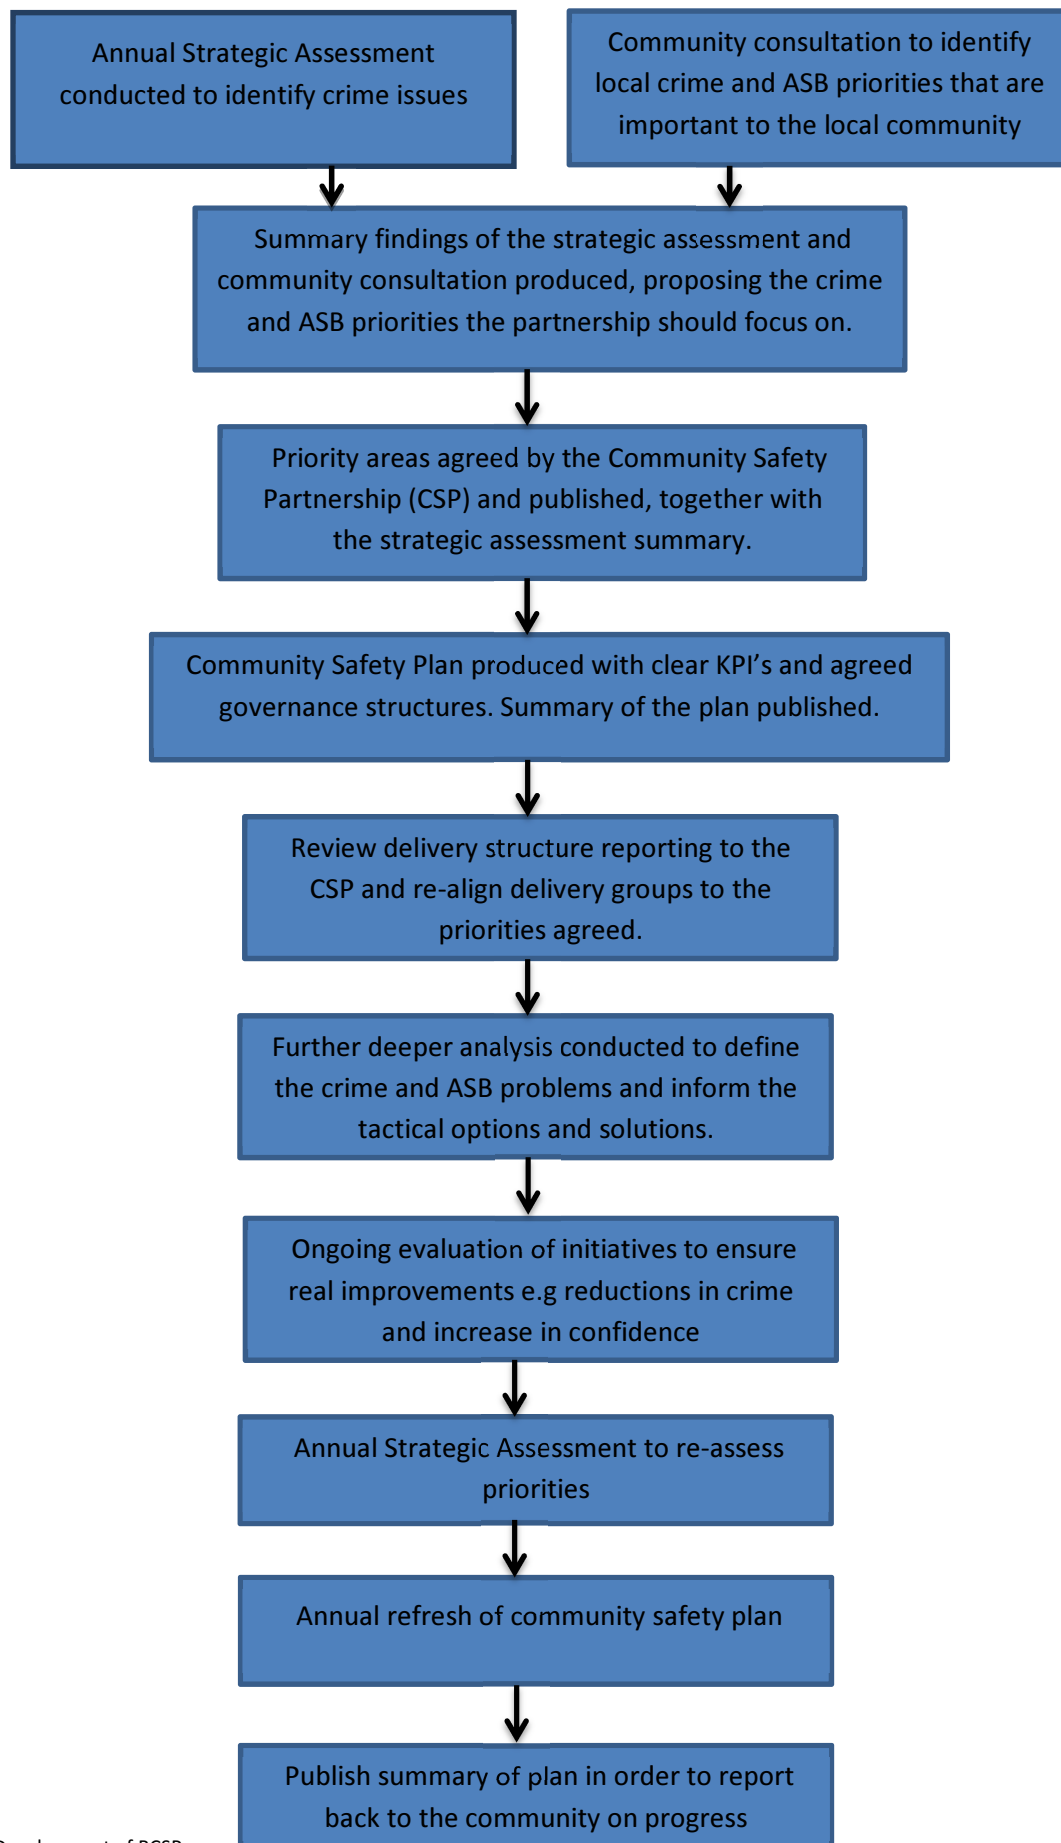 Annual Strategic Assessment
conducted to identify crime issues
Community consultation to identify
local crime and ASB priorities that are
important to the local community
Summary findings of the strategic assessment and
community consultation produced, proposing the crime
and ASB priorities the partnership should focus on.
Priority areas agreed by the Community Safety
Partnership (CSP) and published, together with
the strategic assessment summary.
Community Safety Plan produced with clear KPI's and agreed
governance structures. Summary of the plan published.
Review delivery structure reporting to the
CSP and re-align delivery groups to the
priorities agreed.
Further deeper analysis conducted to define
the crime and ASB problems and inform the
tactical options and solutions.
Ongoing evaluation of initiatives to ensure
real improvements e.g reductions in crime
and increase in confidence
Annual Strategic Assessment to re-assess
priorities
Annual refresh of community safety plan
Publish summary of plan in order to report
back to the community on progress